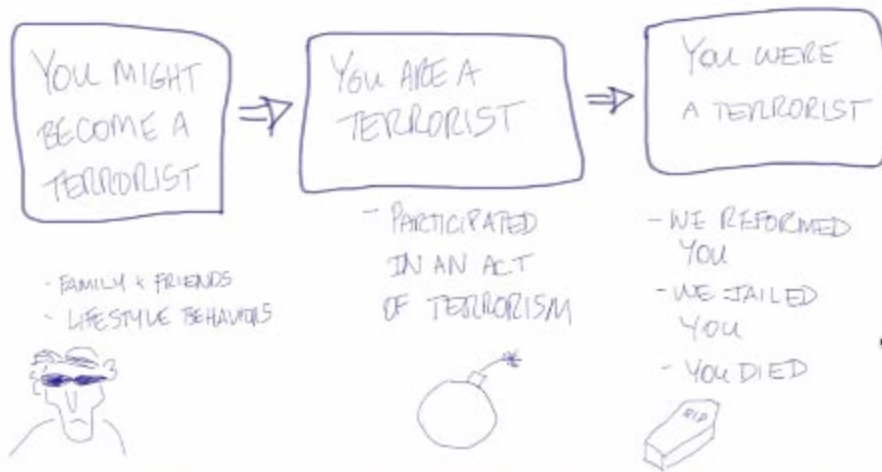 YOU MIGHT
BECOME A
TERRORIST
- FAMILY & FRIENDS
- LIFESTYLE BEHAVIORS
YOU ARE A
TERRORIST
- PARTICIPATED
IN AN ACT
OF TERRORISM
YOU WERE
A TERRORIST
- WE REFORMED
YOU
- WE JAILED
YOU
- YOU DIED
RIP